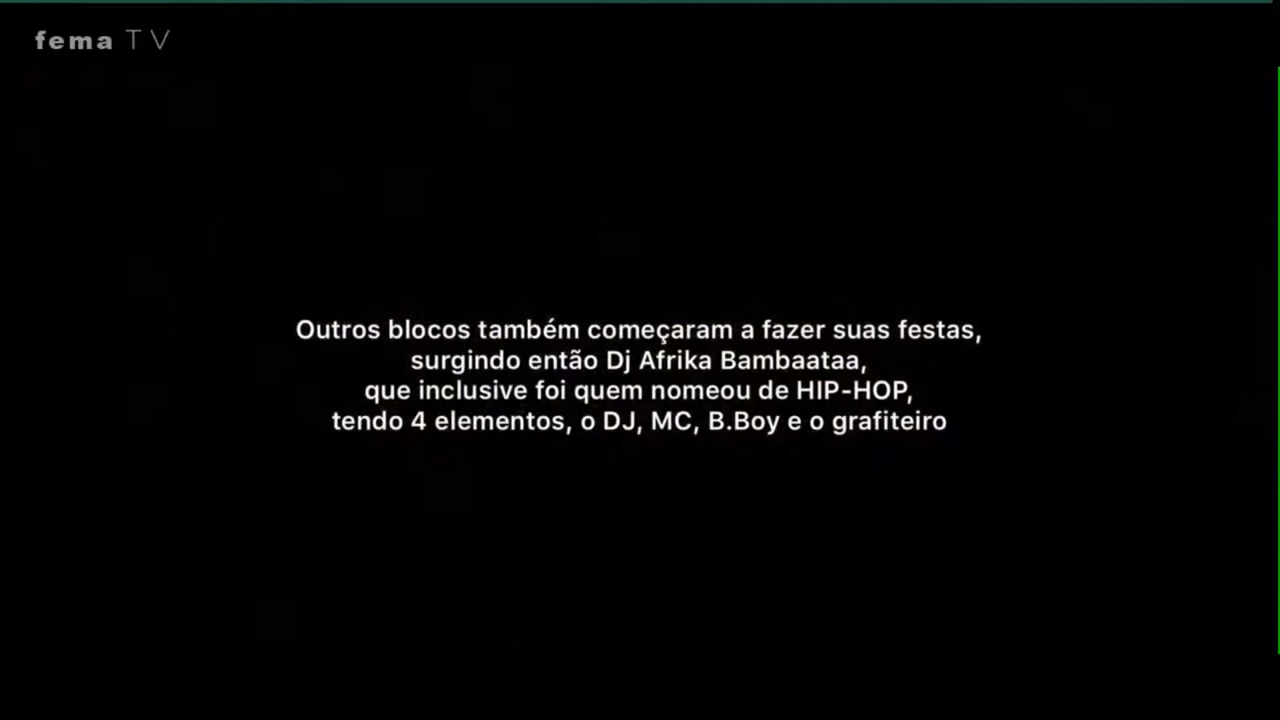 fema TV
Outros blocos também começaram a fazer suas festas,
surgindo então Dj Afrika Bambaataa,
que inclusive foi quem nomeou de HIP-HOP,
tendo 4 elementos, o DJ, MC, B.Boy e o grafiteiro